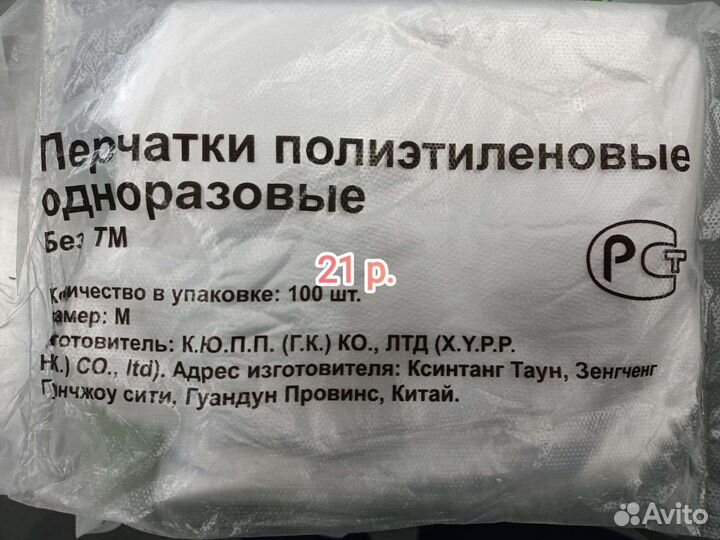 Перчатки полиэтиленовые
одноразовые
Без ТМ
21 р.
РСТ
Количество в упаковке: 100 шт.
Размер: М
Изготовитель: К.Ю.П.П. (Г.К.) КО., ЛТД (X.Y.P.P.
HK.) CO., ltd). Адрес изготовителя: Ксинтанг Таун, Зенгченг
Гуанчжоу сити, Гуандун Провинс, Китай.
Avito